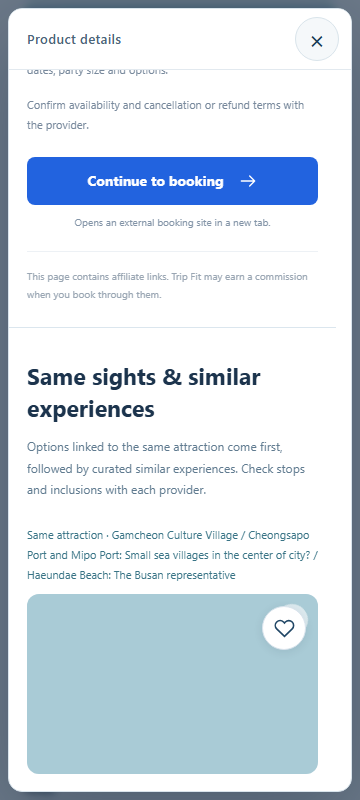 Product details
dates, party size and options.
Confirm availability and cancellation or refund terms with
the provider.
Continue to booking
Opens an external booking site in a new tab.
This page contains affiliate links. Trip Fit may earn a commission
when you book through them.
Same sights & similar
experiences
Options linked to the same attraction come first,
followed by curated similar experiences. Check stops
and inclusions with each provider.
Same attraction · Gamcheon Culture Village / Cheongsapo
Port and Mipo Port: Small sea villages in the center of city? /
Haeundae Beach: The Busan representative